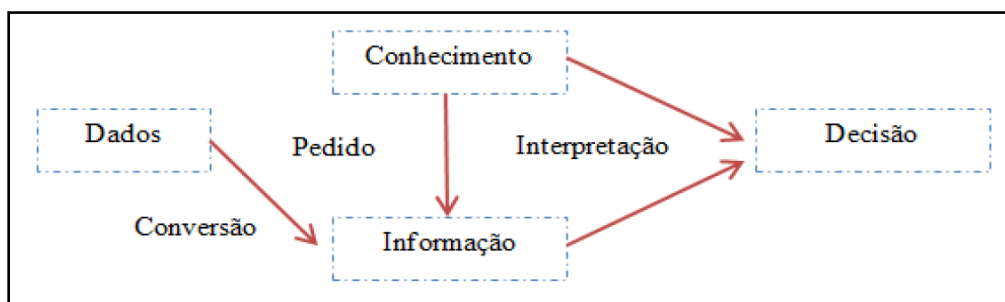 Conhecimento
Dados
Pedido
Interpretação
Decisão
Conversão
Informação